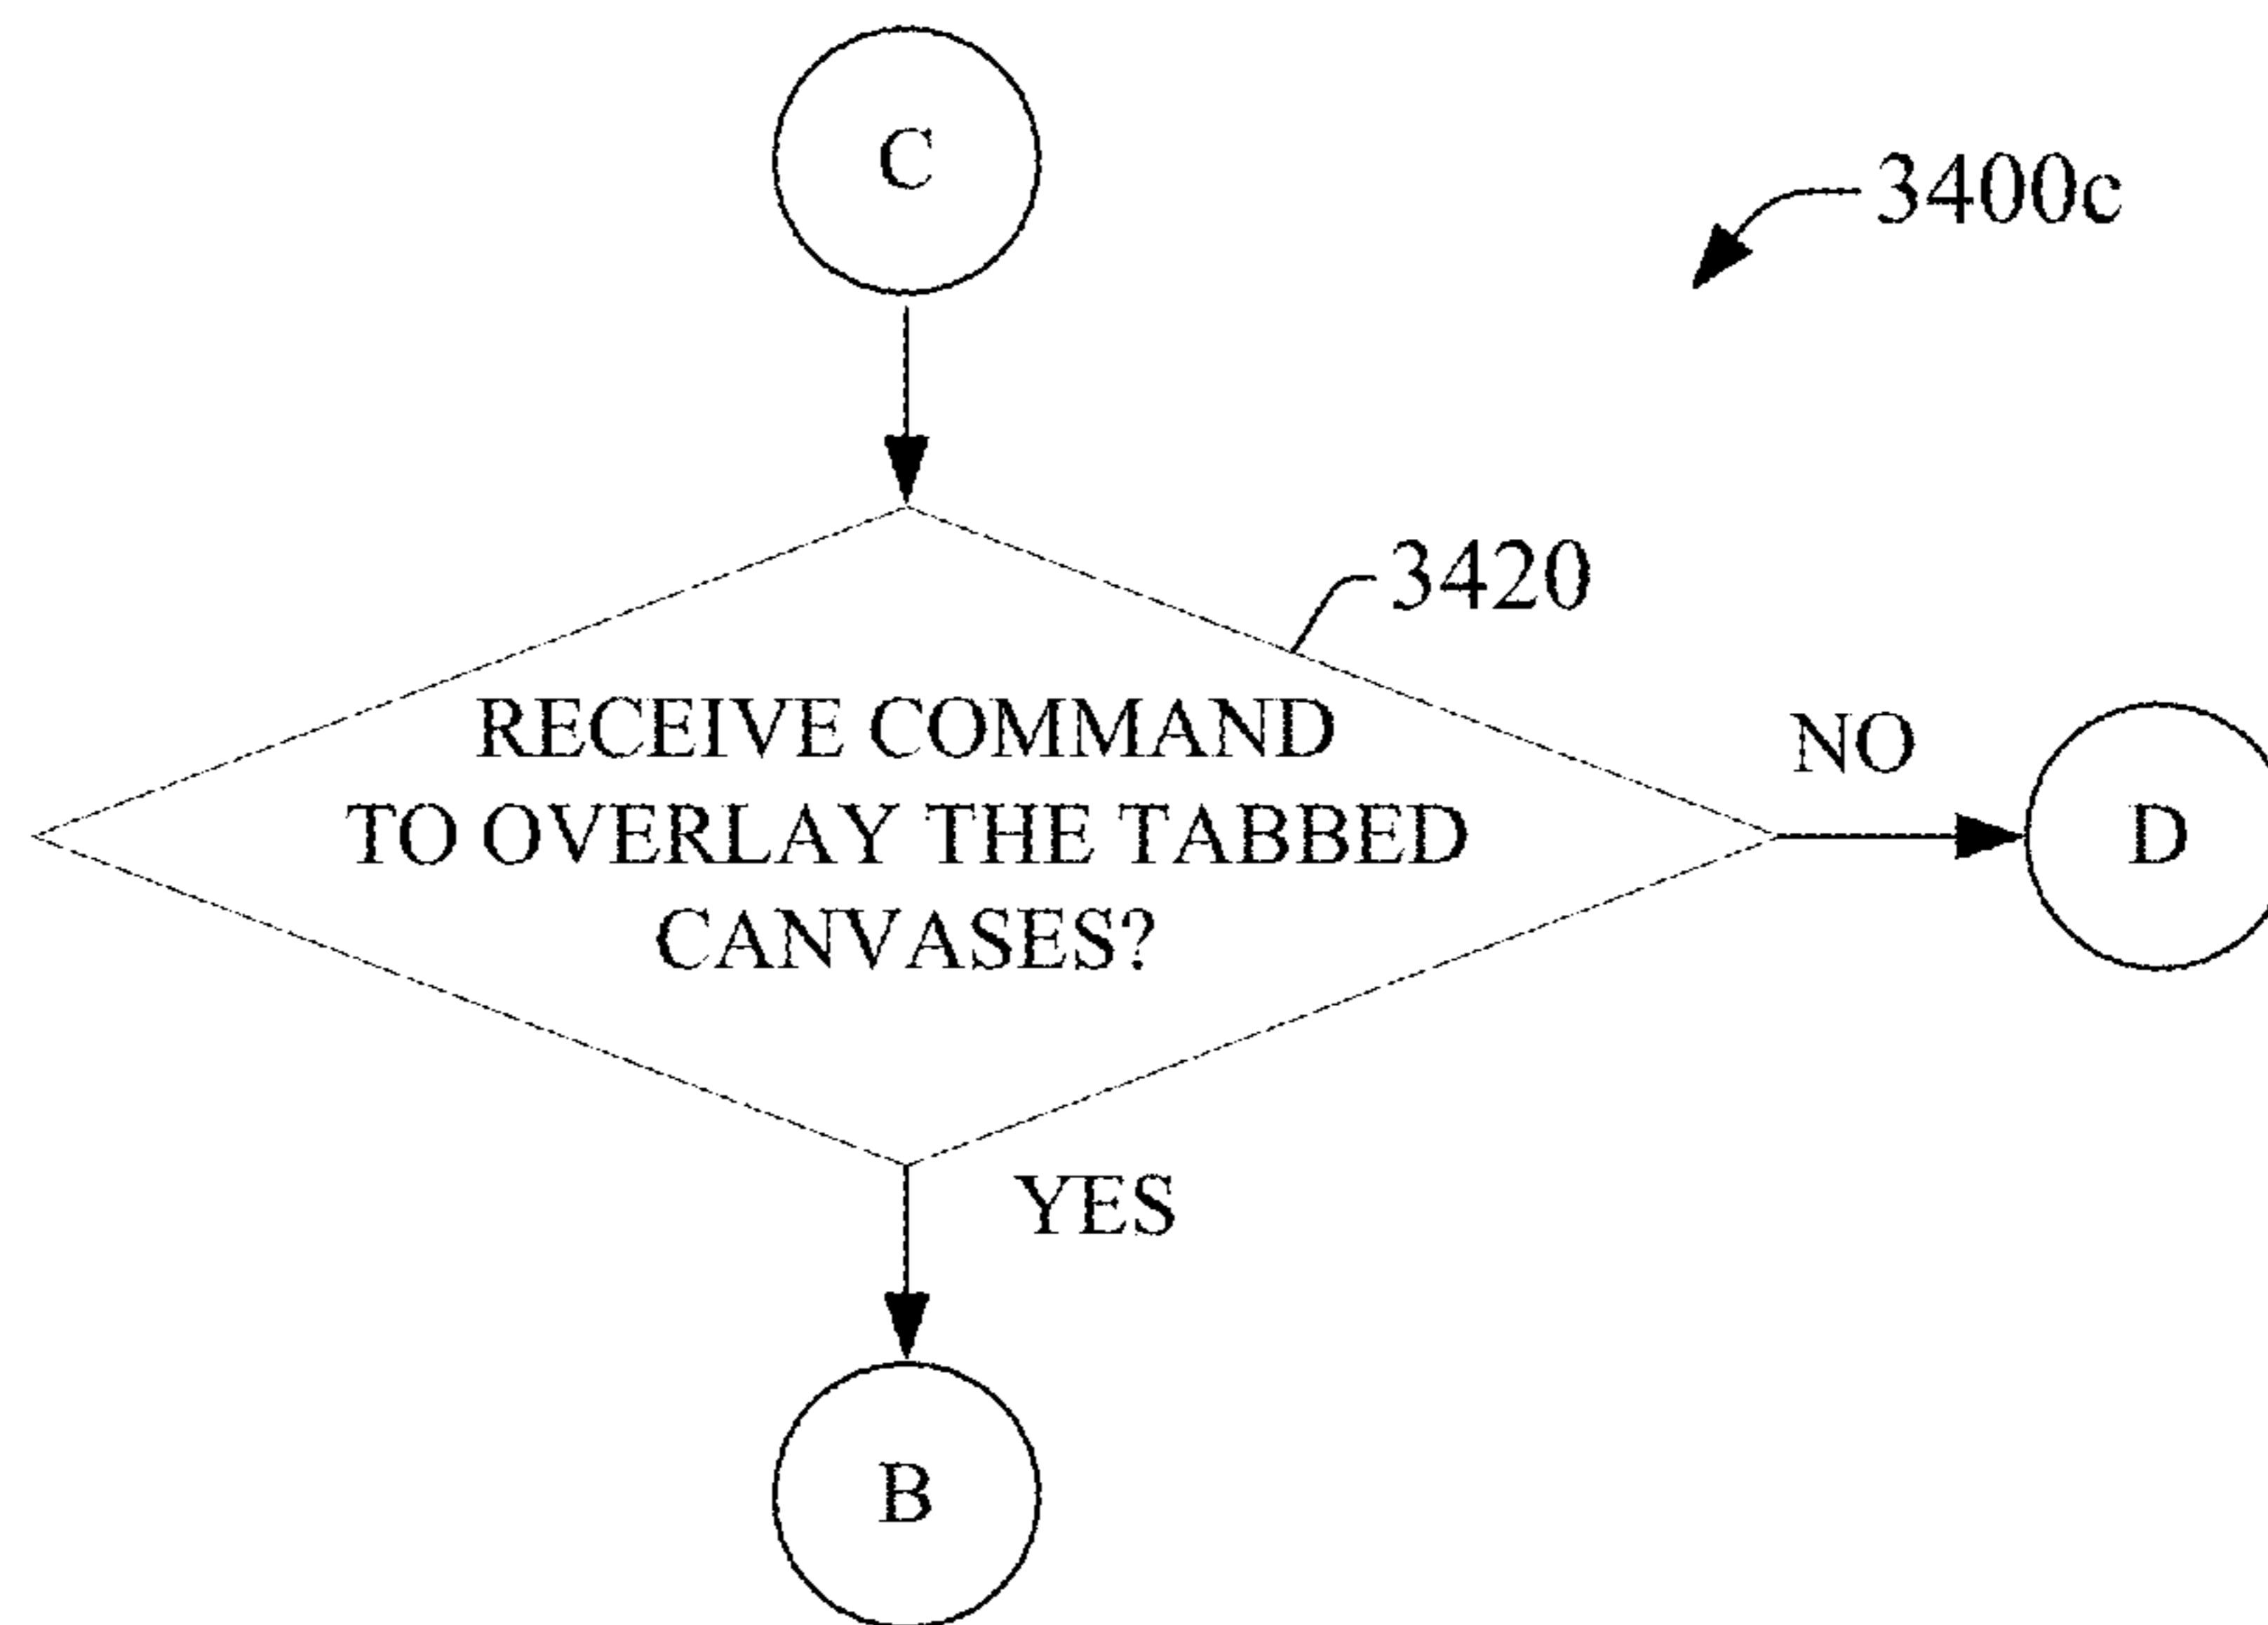 C
3400c
3420
RECEIVE COMMAND
TO OVERLAY THE TABBED
CANVASES?
NO
D
YES
B